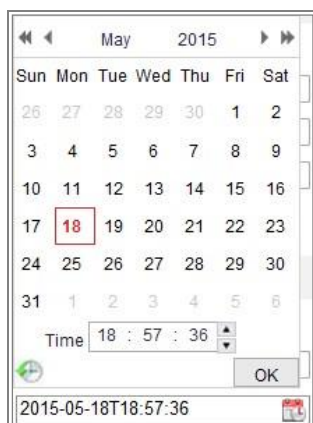 May 2015
Sun Mon Tue Wed Thu Fri Sat
26 27 28 29 30 1 2
3 4 5 6 7 8 9
10 11 12 13 14 15 16
17 18 19 20 21 22 23
24 25 26 27 28 29 30
31 1 2 3 4 5 6
Time 18 : 57 : 36
OK
2015-05-18T18:57:36